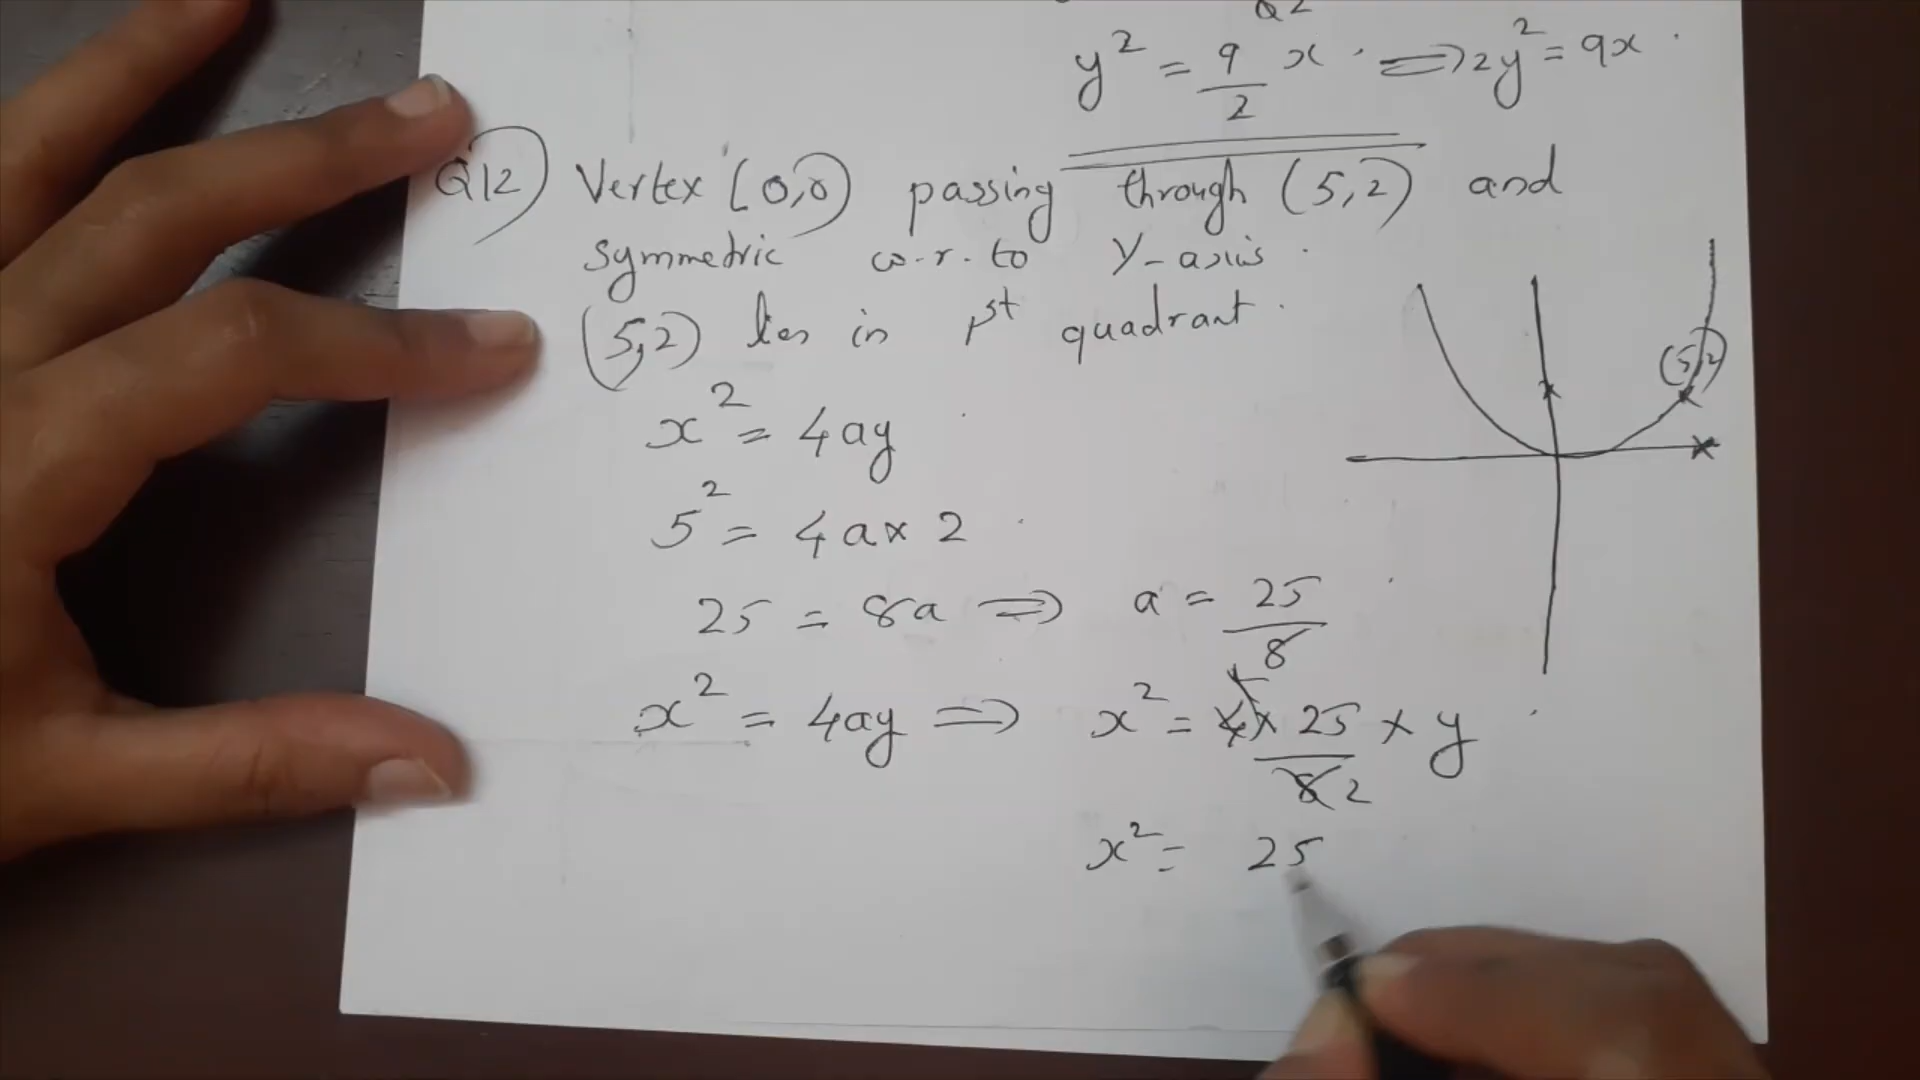 y² = 9/2 x ⇒ 2y² = 9x
Q12) Vertex (0,0) passing through (5,2) and
symmetric w.r. to Y-axis.
(5,2) lies in 1st quadrant.
(5,2)
x² = 4ay
5² = 4a × 2
25 = 8a ⇒ a = 25/8
x² = 4ay ⇒ x² = 4 × 25/8 2 × y
x² = 25